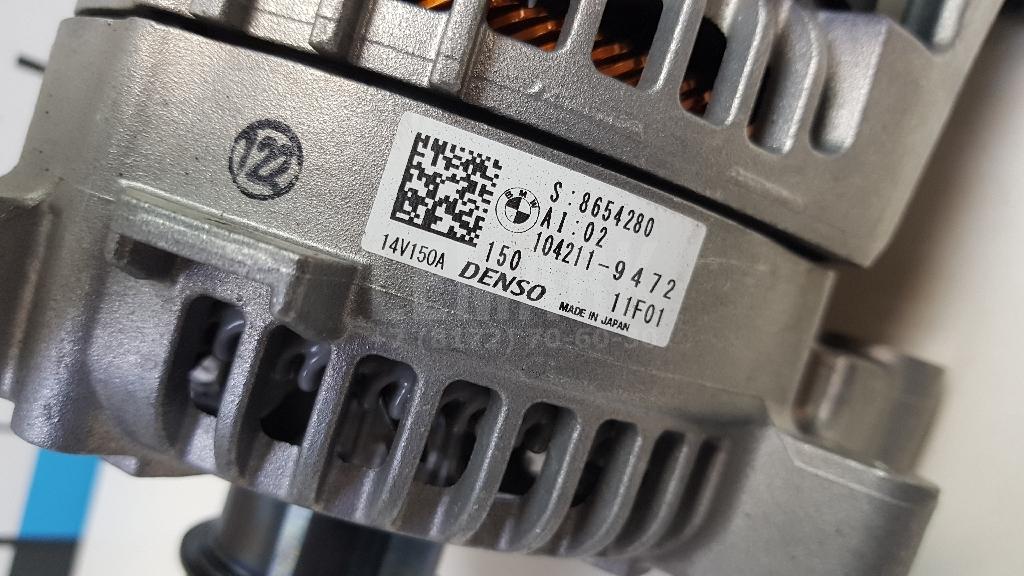 122
BMW
S:8654280
AI:02
104211-9472
150
11F01
14V150A
DENSO
MADE IN JAPAN